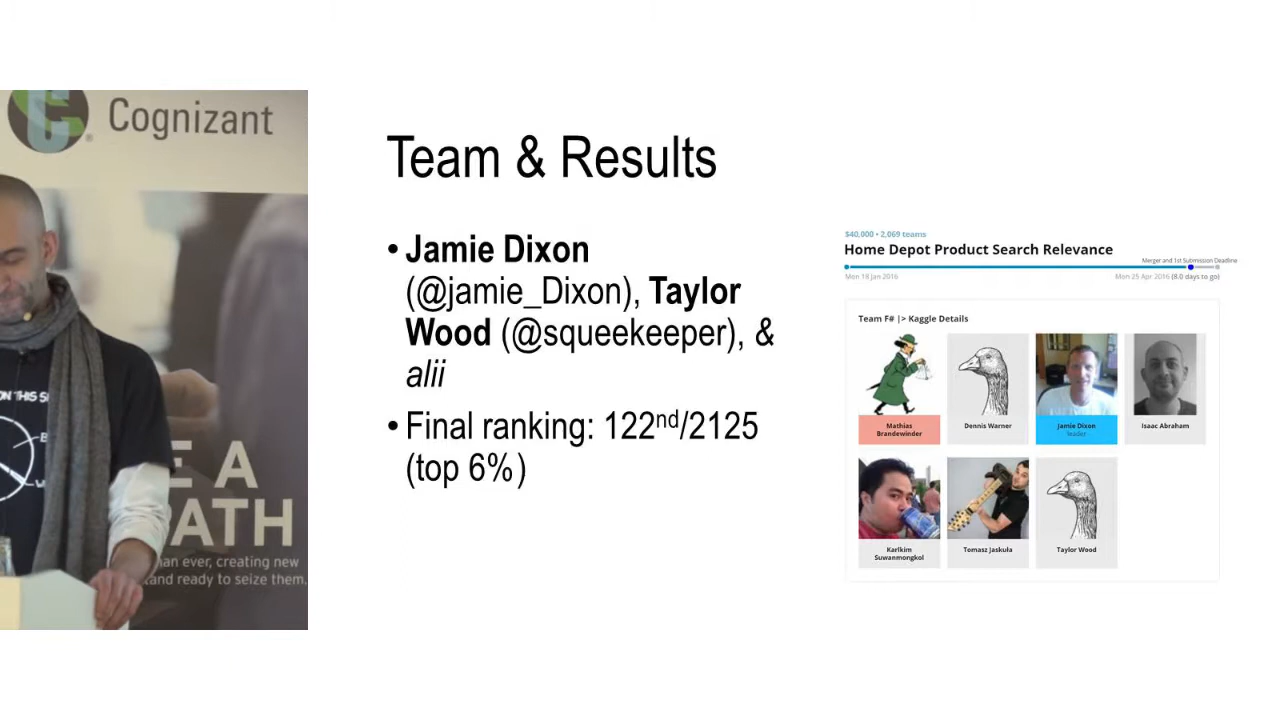 Cognizant
ON THIS S
E A
PATH
han ever, creating new
and ready to seize them.
Team & Results
• Jamie Dixon
(@jamie_Dixon), Taylor
Wood (@squeekeeper), &
alii
• Final ranking: 122nd/2125
(top 6%)
$40,000 • 2,069 teams
Home Depot Product Search Relevance
Merger and 1st Submission Deadline
Mon 18 Jan 2016
Mon 25 Apr 2016 (8.0 days to go)
Team F# |> Kaggle Details
Mathias
Brandewinder
Dennis Warner
Jamie Dixon
leader
Isaac Abraham
Karlkim
Suwanmongkol
Tomasz Jaskuła
Taylor Wood